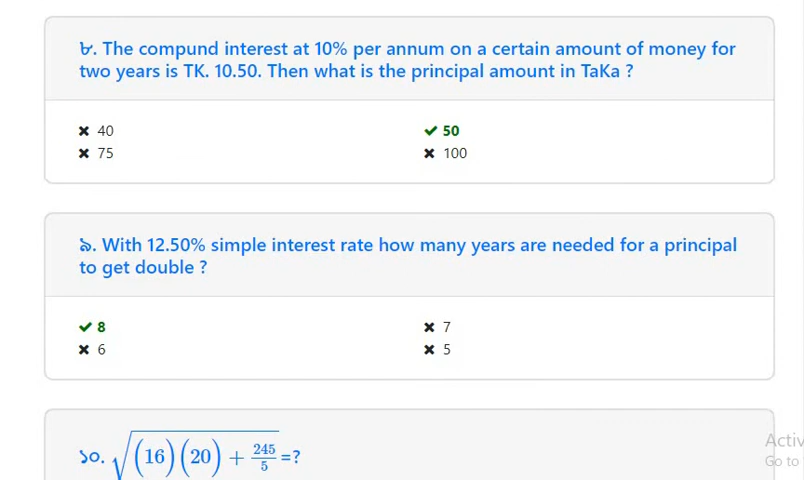 ৮. The compund interest at 10% per annum on a certain amount of money for
two years is TK. 10.50. Then what is the principal amount in TaKa ?
✖ 40
✔ 50
✖ 75
✖ 100
৯. With 12.50% simple interest rate how many years are needed for a principal
to get double ?
✔ 8
✖ 7
✖ 6
✖ 5
১০. √((16)(20) + 245/5) =?
Activ
Go to